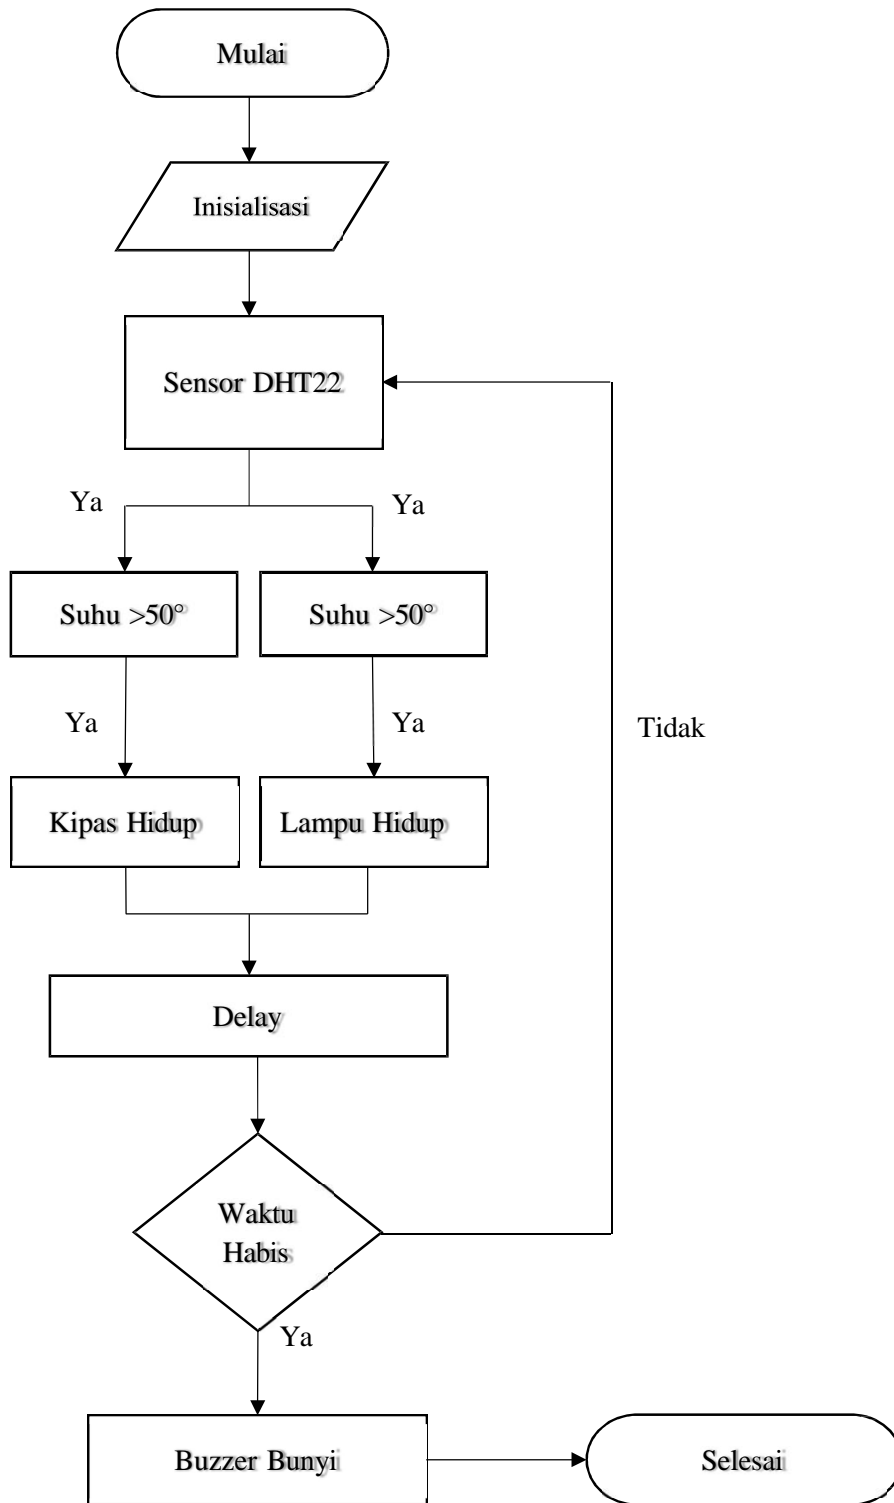 Mulai
Inisialisasi
Sensor DHT22
Ya
Ya
Suhu >50°
Suhu >50°
Ya
Ya
Tidak
Kipas Hidup
Lampu Hidup
Delay
Waktu
Habis
Ya
Buzzer Bunyi
Selesai